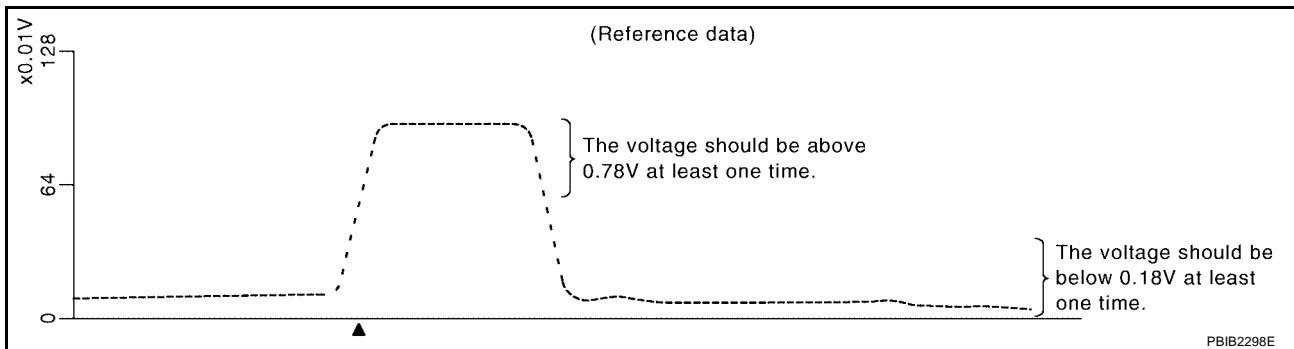 (Reference data)
x0.01V
128
64
0
The voltage should be above
0.78V at least one time.
The voltage should be
below 0.18V at least
one time.
PBIB2298E